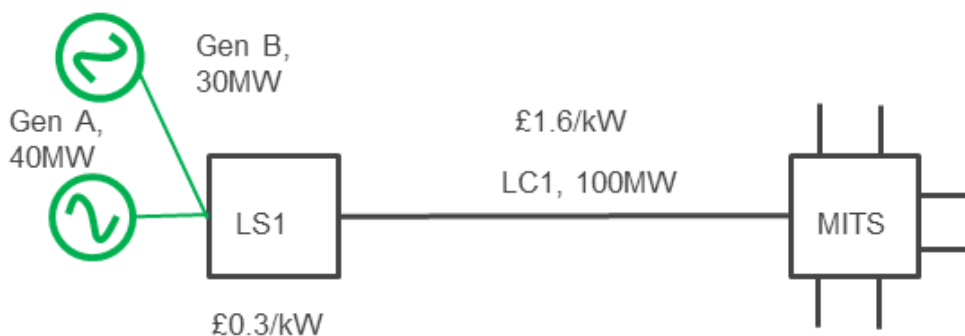 Gen B,
30MW
Gen A,
40MW
£1.6/kW
LC1, 100MW
LS1
MITS
£0.3/kW